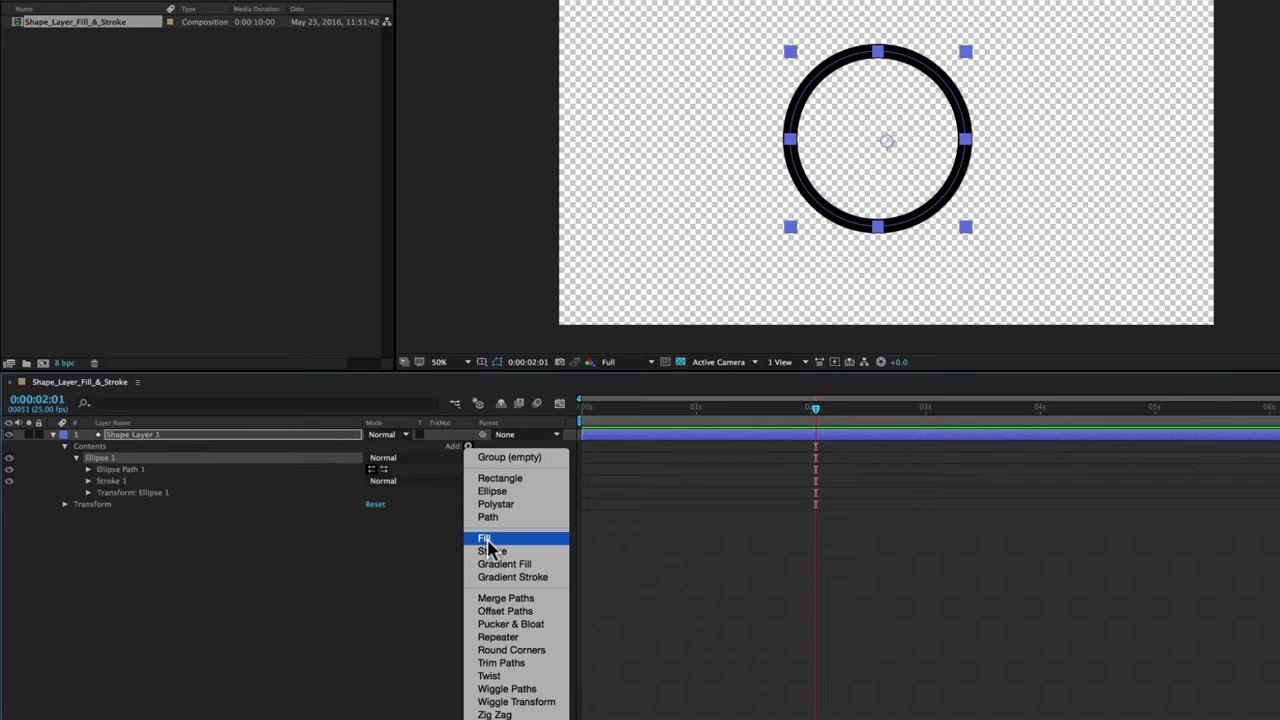 Name Type Media Duration Date
Shape_Layer_Fill_&_Stroke Composition 0:00:10:00 May 23, 2016, 11:51:42
8 bpc
50% 0:00:02:01 Full Active Camera 1 View +0.0
Shape_Layer_Fill_&_Stroke
0:00:02:01
00051 (25.00 fps)
:00s 01s 02s 03s 04s 05s 06s
# Layer Name Mode T TrkMat Parent
1 Shape Layer 1 Normal None
Contents Add:
Ellipse 1 Normal
Ellipse Path 1
Stroke 1 Normal
Transform: Ellipse 1
Transform Reset
Group (empty)
Rectangle
Ellipse
Polystar
Path
Fill
Stroke
Gradient Fill
Gradient Stroke
Merge Paths
Offset Paths
Pucker & Bloat
Repeater
Round Corners
Trim Paths
Twist
Wiggle Paths
Wiggle Transform
Zig Zag